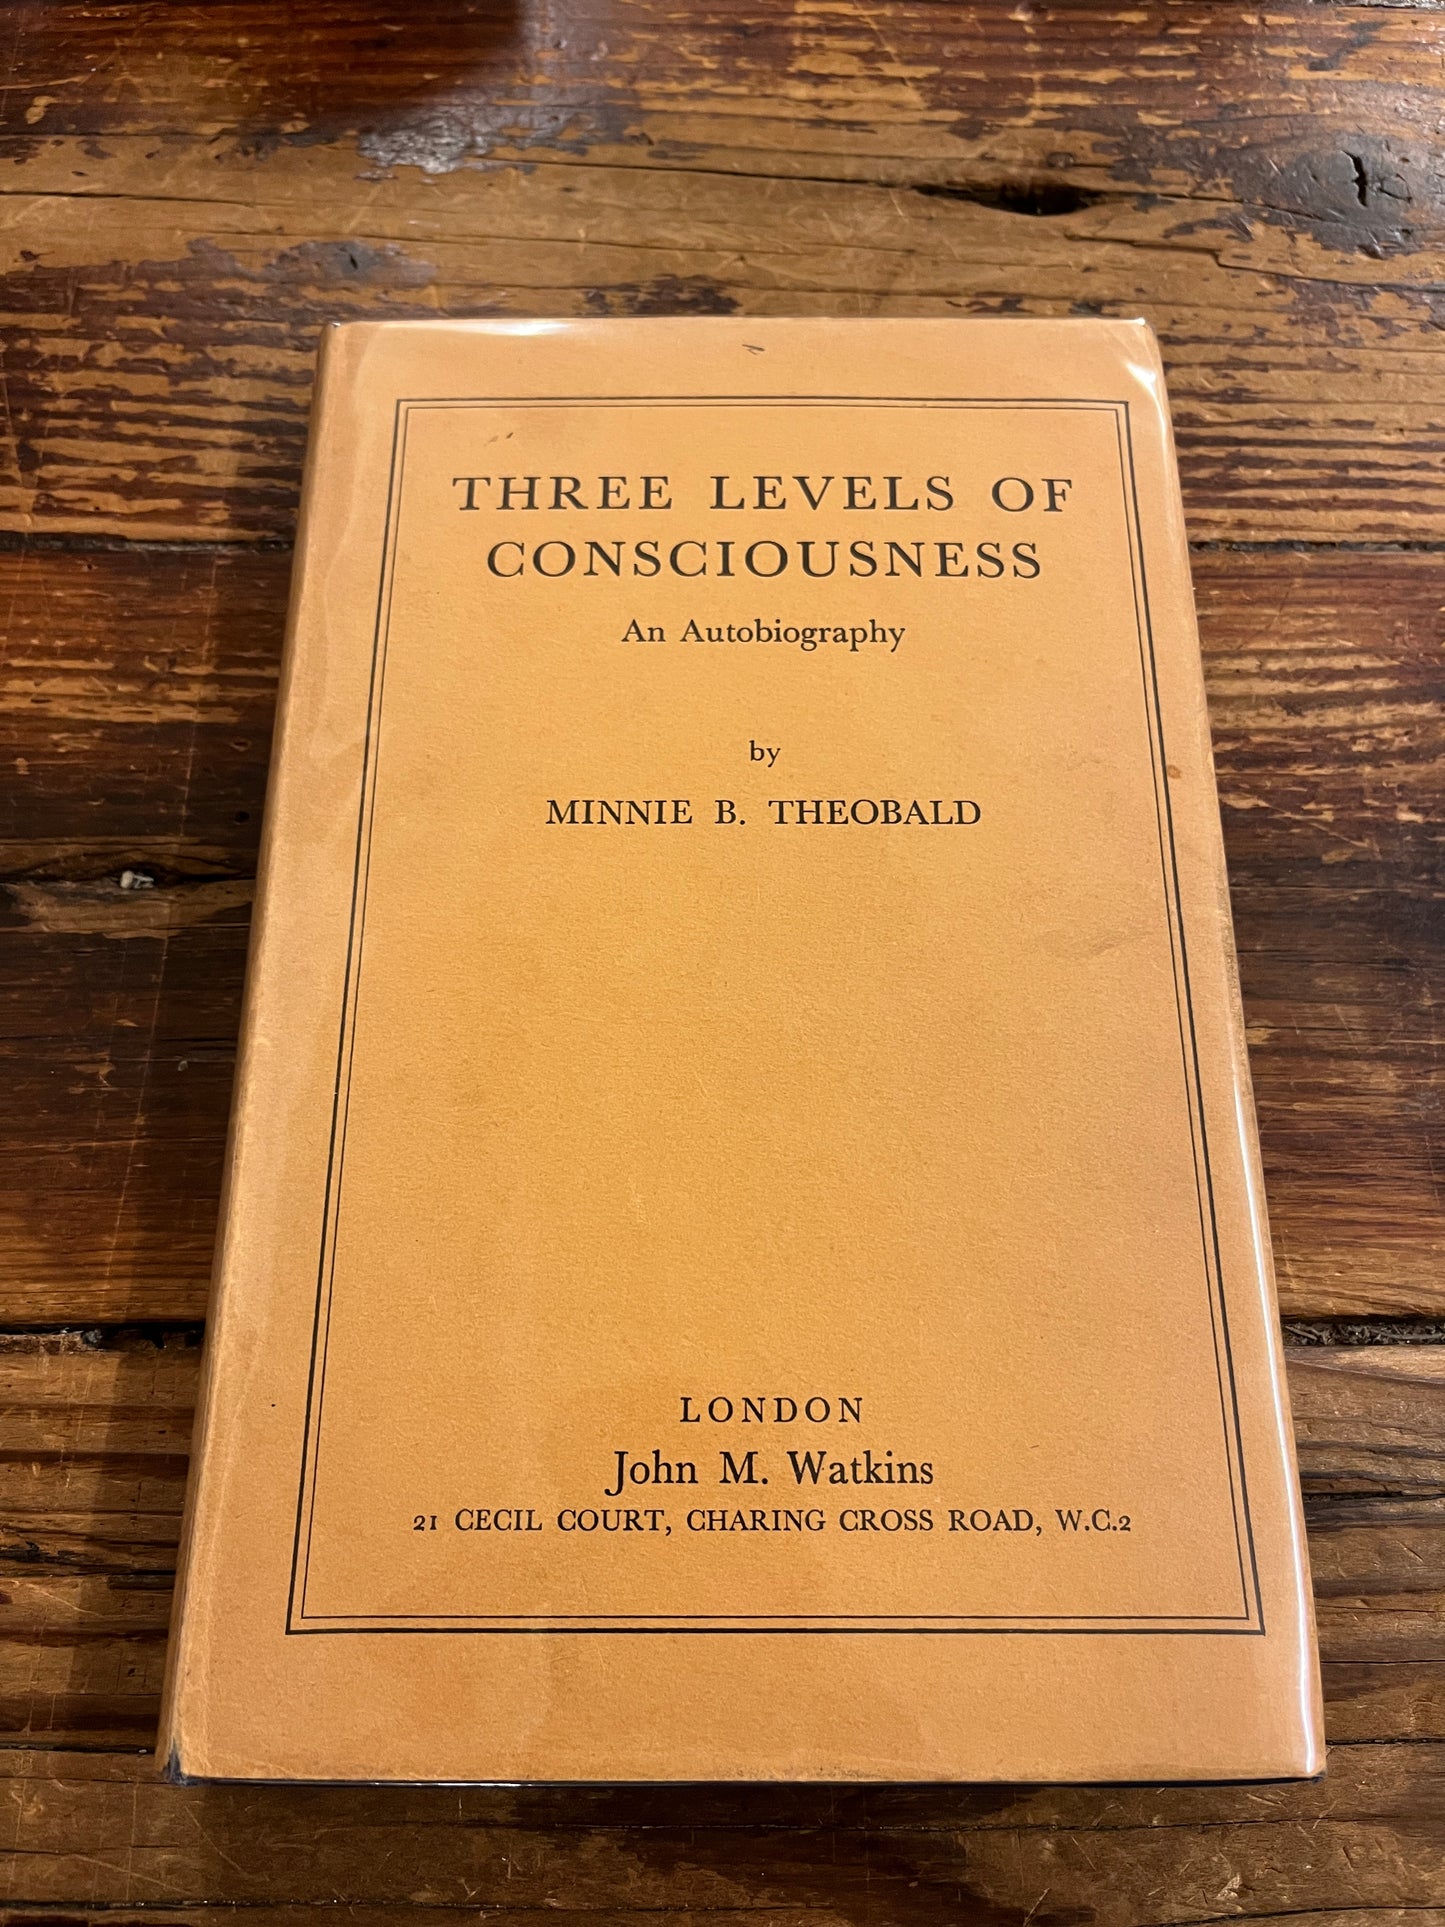 THREE LEVELS OF
CONSCIOUSNESS
An Autobiography
by
MINNIE B. THEOBALD
LONDON
John M. Watkins
21 CECIL COURT, CHARING CROSS ROAD, W.C.2